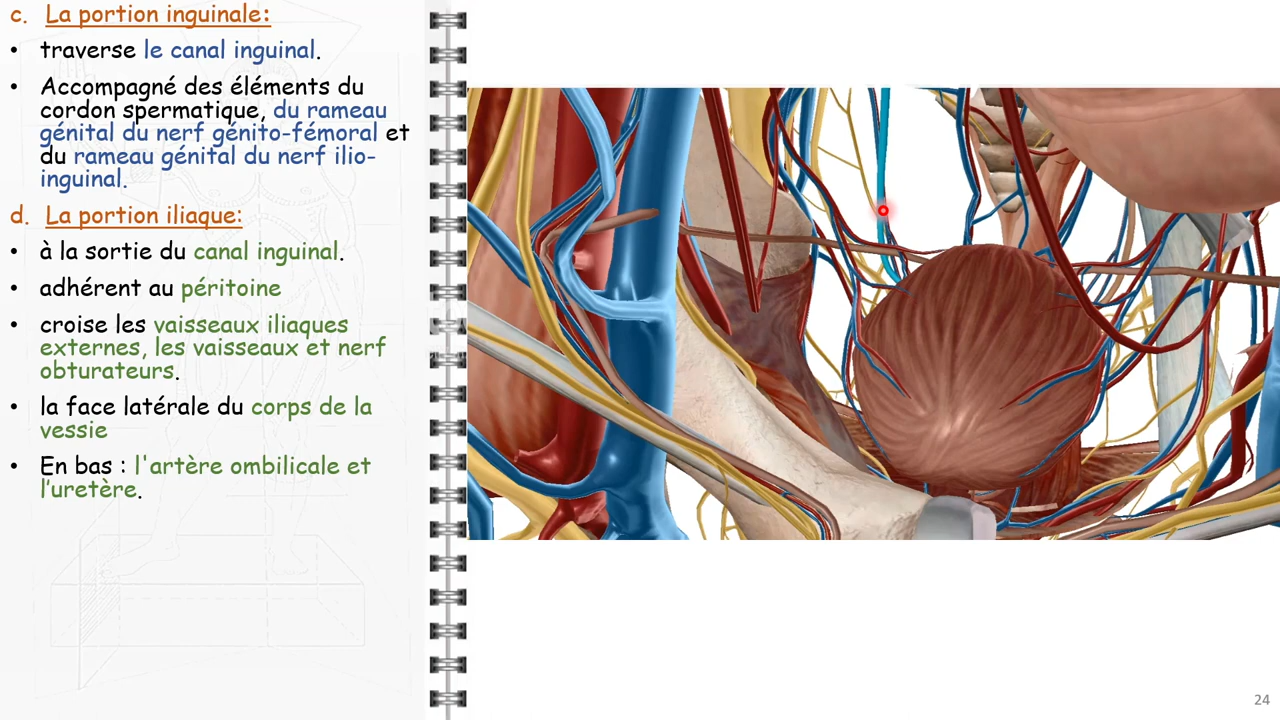 c. La portion inguinale:
• traverse le canal inguinal.
• Accompagné des éléments du
cordon spermatique, du rameau
génital du nerf génito-fémoral et
du rameau génital du nerf ilio-
inguinal.
d. La portion iliaque:
• à la sortie du canal inguinal.
• adhérent au péritoine
• croise les vaisseaux iliaques
externes, les vaisseaux et nerf
obturateurs.
• la face latérale du corps de la
vessie
• En bas : l'artère ombilicale et
l’uretère.
24